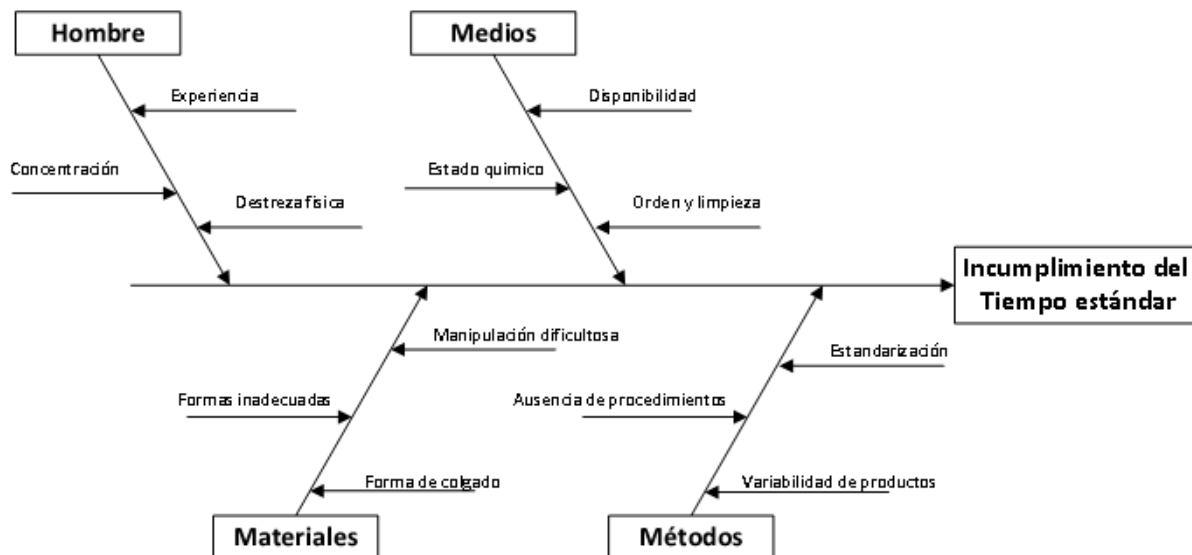 Hombre
Medios
Experiencia
Disponibilidad
Concentración
Estado quimico
Destreza física
Orden y limpieza
Incumplimiento del
Tiempo estándar
Manipulación dificultosa
Estandarización
Formas inadecuadas
Ausencia de procedimientos
Forma de colgado
Variabilidad de productos
Materiales
Métodos